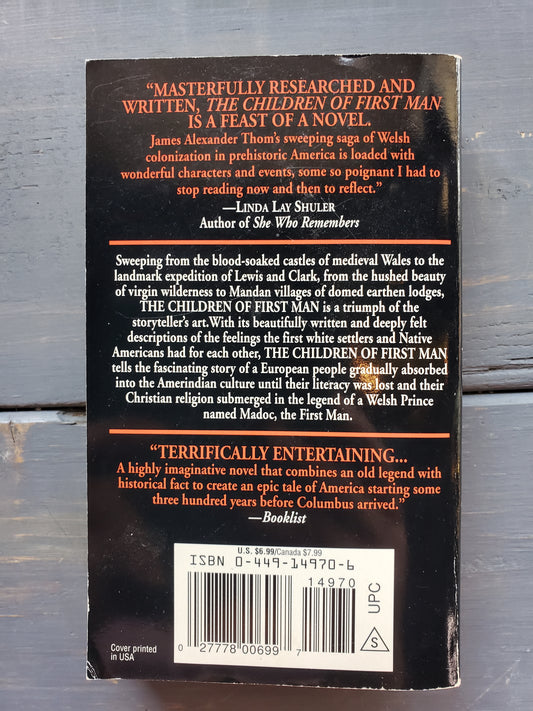 “MASTERFULLY RESEARCHED AND
WRITTEN, THE CHILDREN OF FIRST MAN
IS A FEAST OF A NOVEL.
James Alexander Thom’s sweeping saga of Welsh
colonization in prehistoric America is loaded with
wonderful characters and events, some so poignant I had to
stop reading now and then to reflect.”
—LINDA LAY SHULER
Author of She Who Remembers
Sweeping from the blood-soaked castles of medieval Wales to the
landmark expedition of Lewis and Clark, from the hushed beauty
of virgin wilderness to Mandan villages of domed earthen lodges,
THE CHILDREN OF FIRST MAN is a triumph of the
storyteller’s art.With its beautifully written and deeply felt
descriptions of the feelings the first white settlers and Native
Americans had for each other, THE CHILDREN OF FIRST MAN
tells the fascinating story of a European people gradually absorbed
into the Amerindian culture until their literacy was lost and their
Christian religion submerged in the legend of a Welsh Prince
named Madoc, the First Man.
“TERRIFICALLY ENTERTAINING...
A highly imaginative novel that combines an old legend with
historical fact to create an epic tale of America starting some
three hundred years before Columbus arrived.”
—Booklist
U.S. $6.99/Canada $7.99
ISBN 0-449-14970-6
14970
0 27778 00699 7
S UPC
Cover printed
in USA